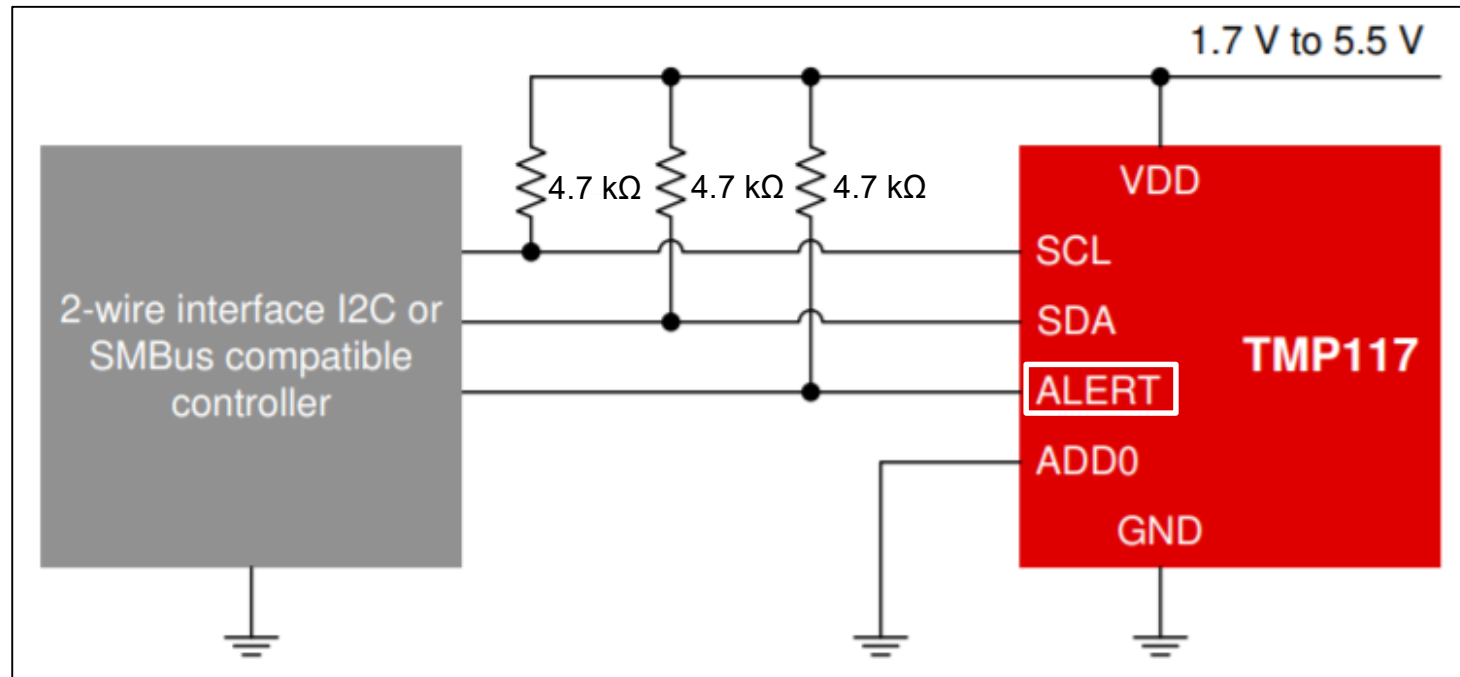 1.7 V to 5.5 V
4.7 kΩ
4.7 kΩ
4.7 kΩ
2-wire interface I2C or
SMBus compatible
controller
VDD
SCL
SDA
TMP117
ALERT
ADD0
GND